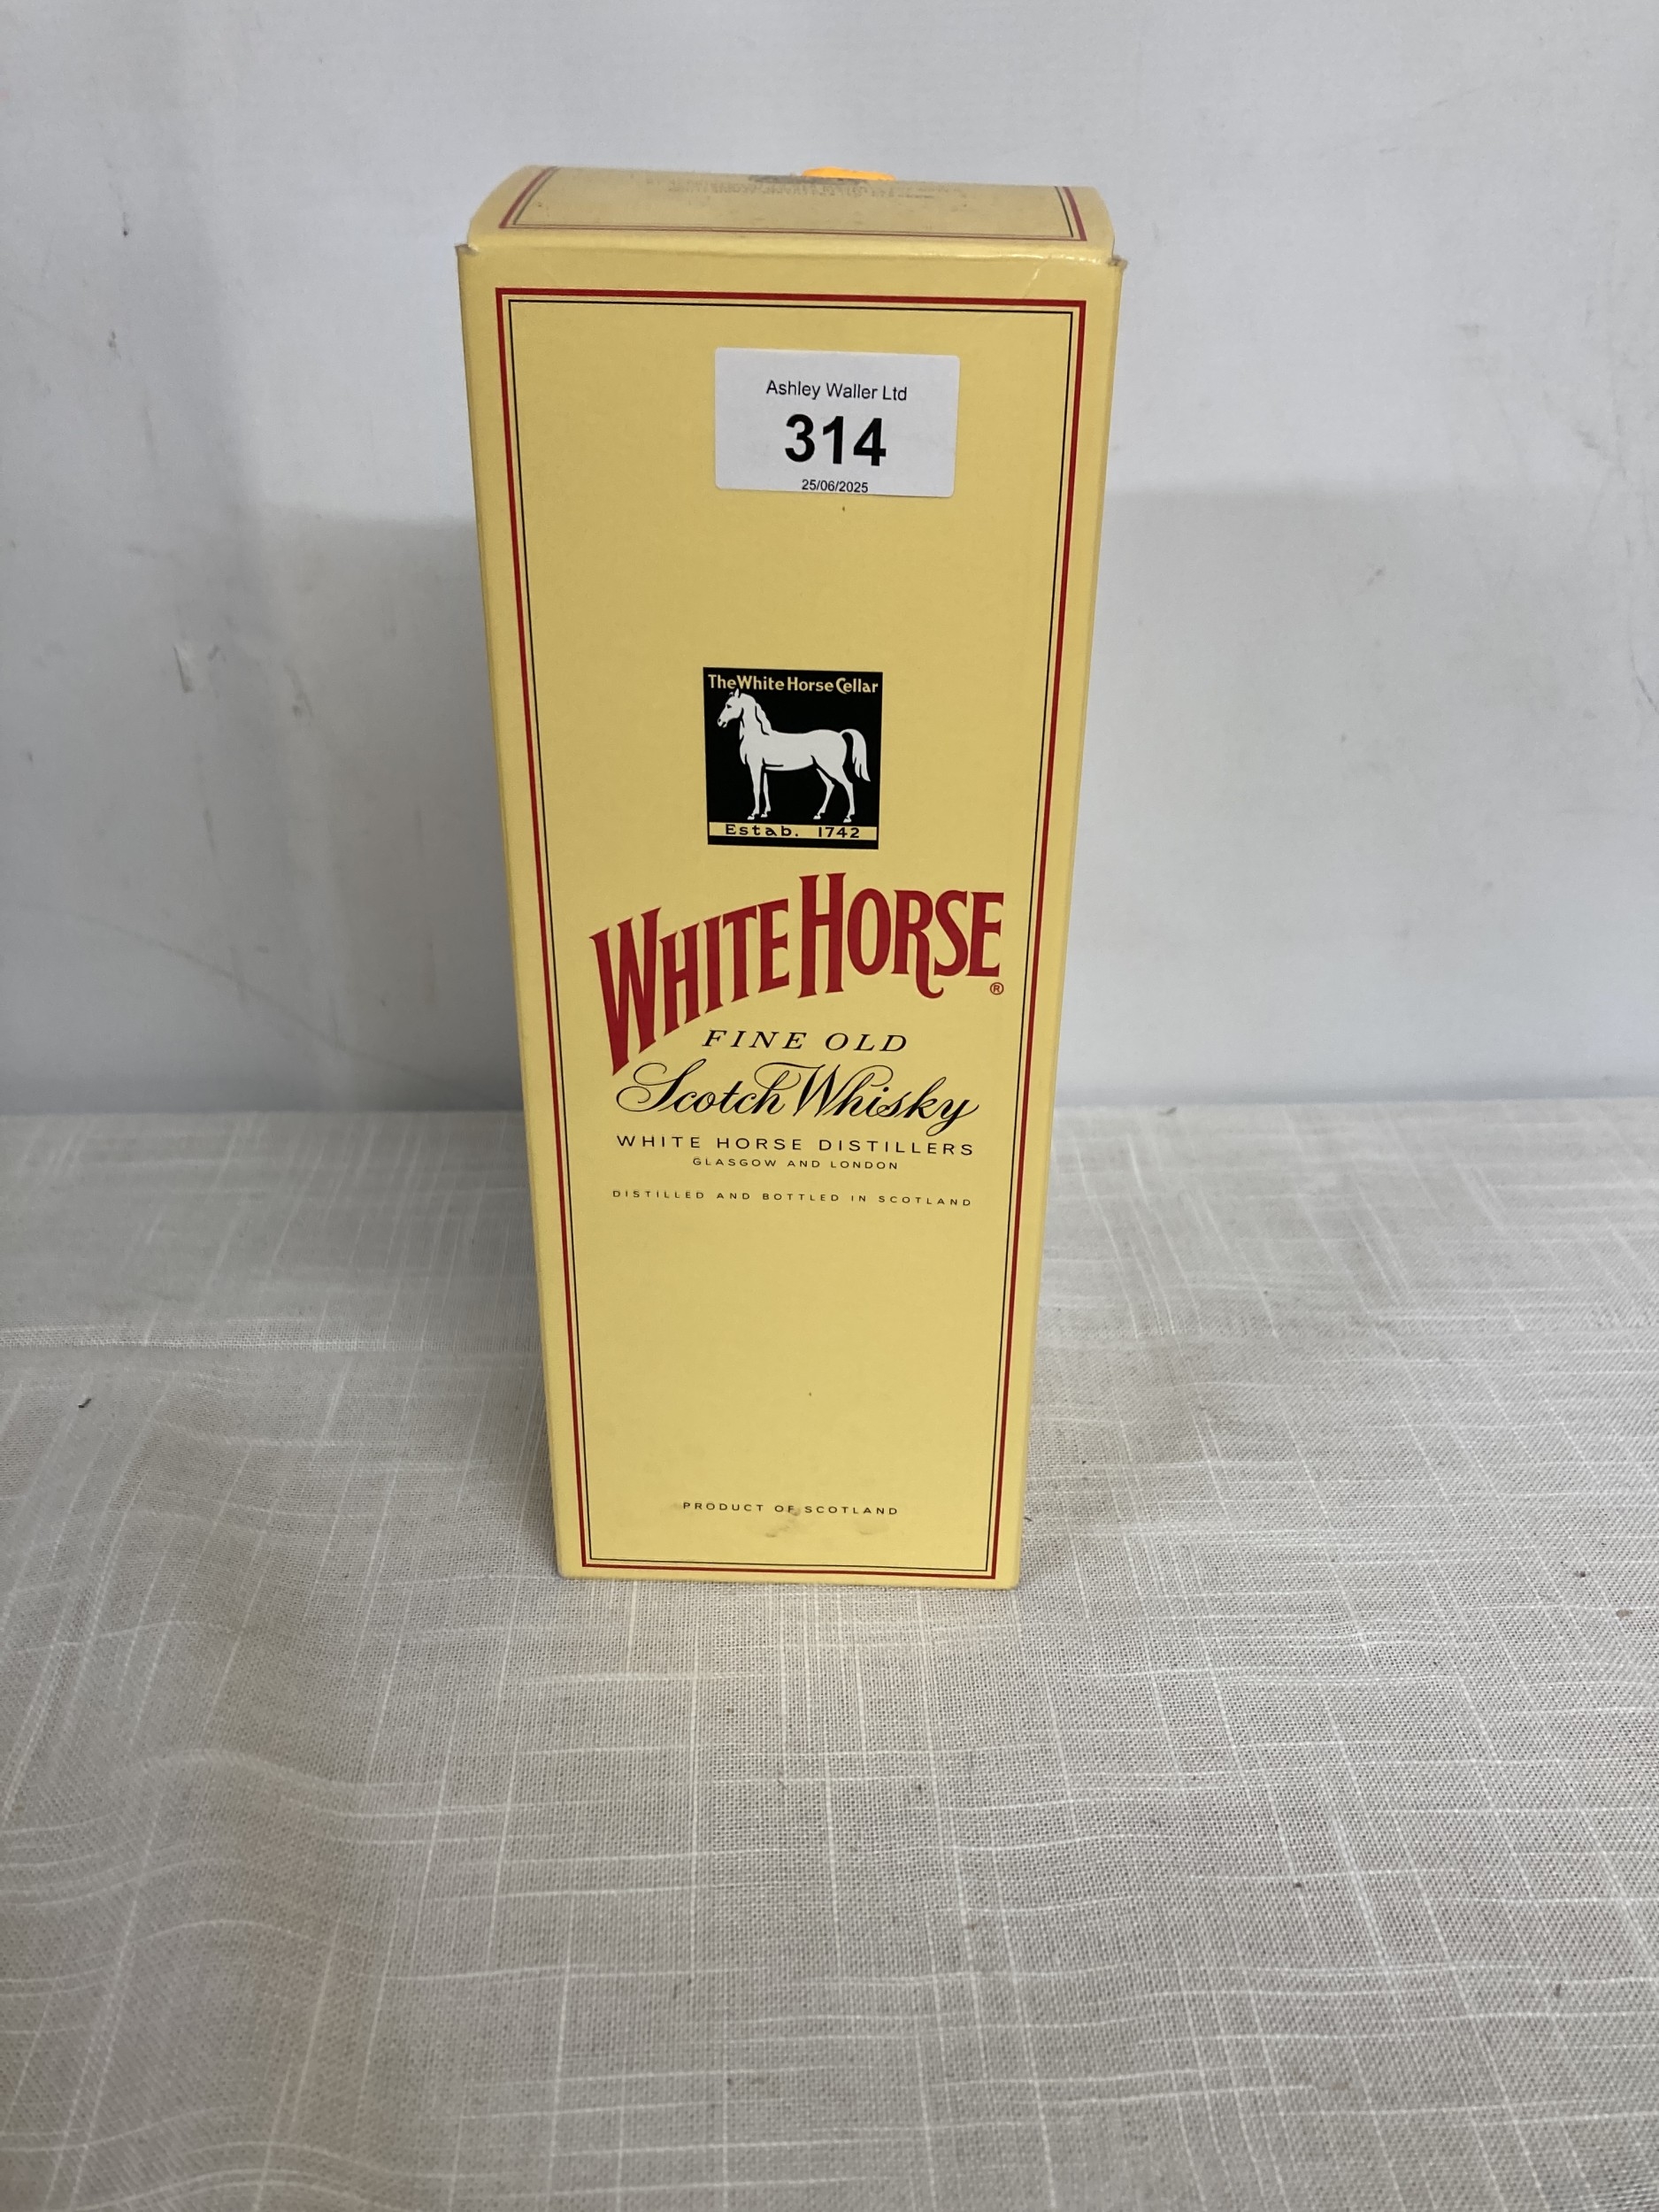 Ashley Waller Ltd
314
25/06/2025
The White Horse Cellar
Estab. 1742
WHITE HORSE ®
FINE OLD
Scotch Whisky
WHITE HORSE DISTILLERS
GLASGOW AND LONDON
DISTILLED AND BOTTLED IN SCOTLAND
PRODUCT OF SCOTLAND